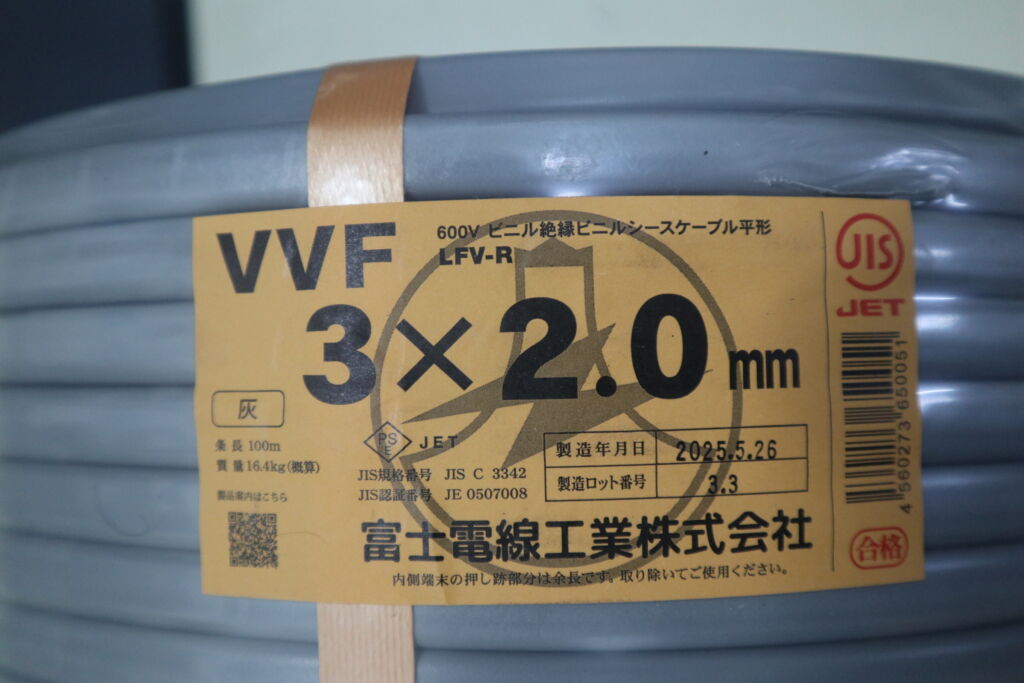 VVF
600V ビニル絶縁ビニルシースケーブル平形
LFV-R
3×2.0mm
JIS
JET
灰
条長 100m
質量 16.4kg(概算)
製品案内はこちら
PS
E
JET
JIS規格番号 JIS C 3342
JIS認証番号 JE 0507008
製造年月日 2025.5.26
製造ロット番号 3.3
富士電線工業株式会社
内側端末の押し跡部分は余長です。取り除いてご使用ください。
4560273650051
合格